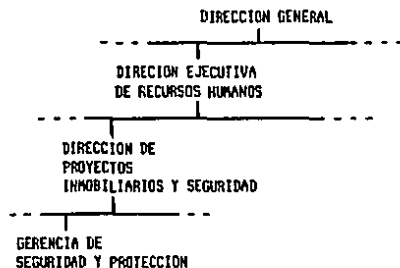 DIRECCION GENERAL
DIRECION EJECUTIVA
DE RECURSOS HUMANOS
DIRECCION DE
PROYECTOS
INMOBILIARIOS Y SEGURIDAD
GERENCIA DE
SEGURIDAD Y PROTECCION